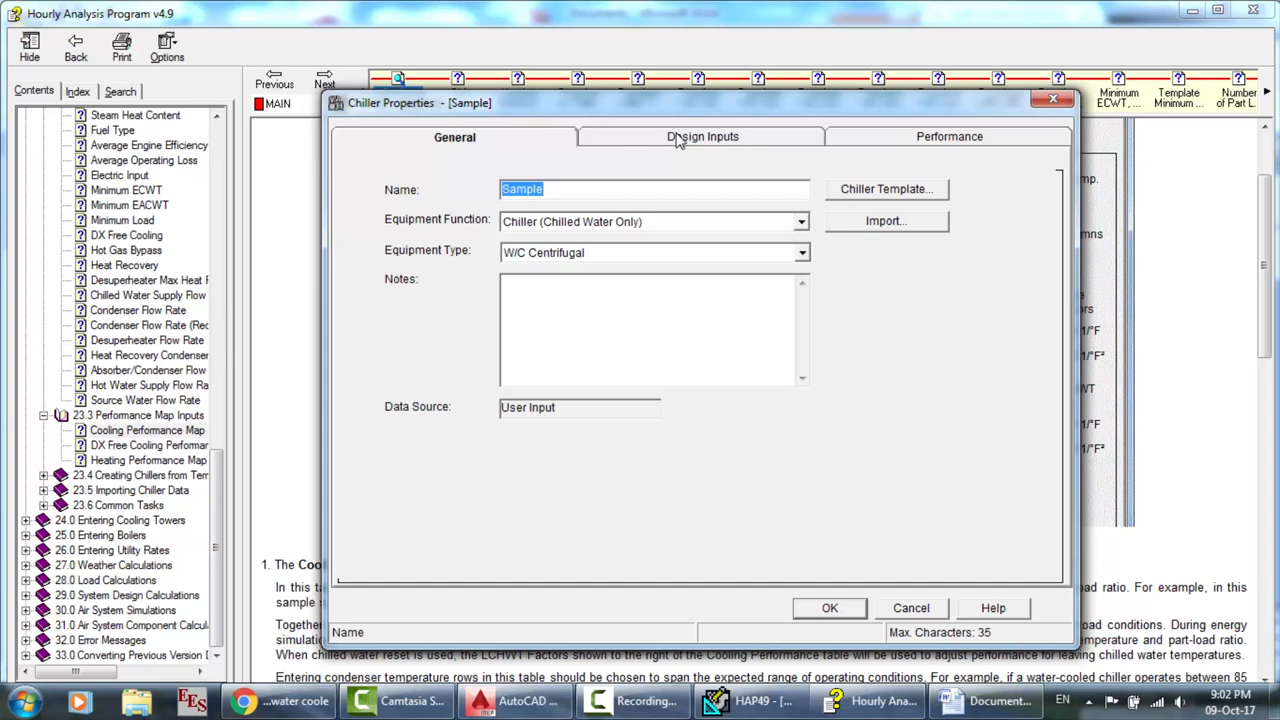 Hourly Analysis Program v4.9
Hide
Back
Print
Options
Contents
Index
Search
Steam Heat Content
Fuel Type
Average Engine Efficiency
Average Operating Loss
Electric Input
Minimum ECWT
Minimum EACWT
Minimum Load
DX Free Cooling
Hot Gas Bypass
Heat Recovery
Desuperheater Max Heat F
Chilled Water Supply Flow
Condenser Flow Rate
Condenser Flow Rate (Rec
Desuperheater Flow Rate
Heat Recovery Condenser
Absorber/Condenser Flow
Hot Water Supply Flow Ra
Source Water Flow Rate
23.3 Performance Map Inputs
Cooling Performance Map
DX Free Cooling Performar
Heating Performance Map
23.4 Creating Chillers from Tem
23.5 Importing Chiller Data
23.6 Common Tasks
24.0 Entering Cooling Towers
25.0 Entering Boilers
26.0 Entering Utility Rates
27.0 Weather Calculations
28.0 Load Calculations
29.0 System Design Calculations
30.0 Air System Simulations
31.0 Air System Component Calcula
32.0 Error Messages
33.0 Converting Previous Version D
Previous
Next
MAIN
Minimum ECWT, ...
Template Minimum ...
Number of Part L...
Chiller Properties - [Sample]
General
Design Inputs
Performance
Name:
Sample
Chiller Template...
Equipment Function:
Chiller (Chilled Water Only)
Import...
Equipment Type:
W/C Centrifugal
Notes:
Data Source:
User Input
OK
Cancel
Help
Name
Max. Characters: 35
mp.
mns
ors
1/°F
1/°F²
WT
1/°F
1/°F²
1. The Coo
In this ta
oad ratio. For example, in this
sample s
Together
oad conditions. During energy
simulatio
mperature and part-load ratio.
When chilled water reset is used, the LCHWT Factors shown to the right of the Cooling Performance table will be used to adjust performance for leaving chilled water temperatures.
Entering condenser temperature rows in this table should be chosen to span the expected range of operating conditions. For example, if a water-cooled chiller operates between 85
EES
...water coole
Camtasia S...
AutoCAD ...
Recording...
HAP49 - [...
Hourly Ana...
Document...
EN
9:02 PM
09-Oct-17